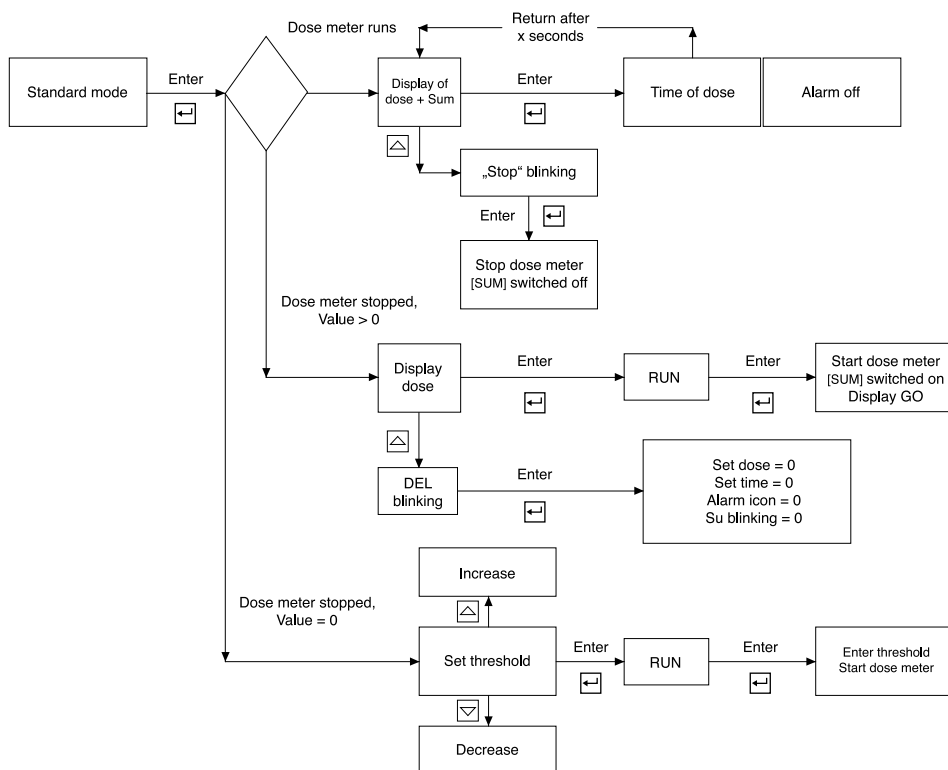 Dose meter runs
Return after
x seconds
Standard mode
Enter
Display of
dose + Sum
Enter
Time of dose
Alarm off
„Stop“ blinking
Enter
Stop dose meter
[SUM] switched off
Dose meter stopped,
Value > 0
Display
dose
Enter
RUN
Enter
Start dose meter
[SUM] switched on
Display GO
DEL
blinking
Enter
Set dose = 0
Set time = 0
Alarm icon = 0
Su blinking = 0
Dose meter stopped,
Value = 0
Increase
Set threshold
Enter
RUN
Enter
Enter threshold
Start dose meter
Decrease